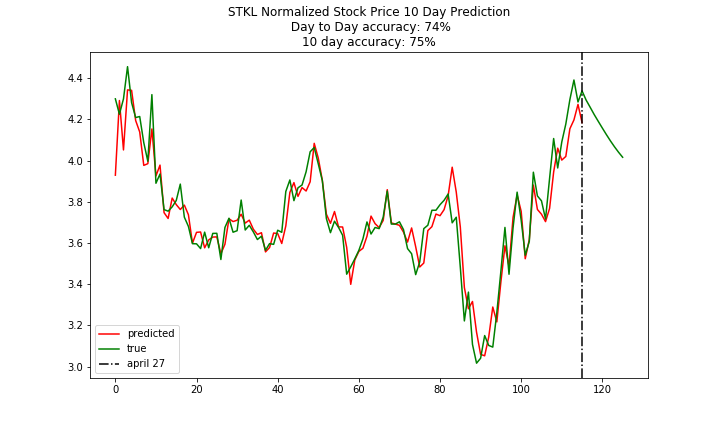 STKL Normalized Stock Price 10 Day Prediction
Day to Day accuracy: 74%
10 day accuracy: 75%
4.4
4.2
4.0
3.8
3.6
3.4
3.2
3.0
predicted
true
april 27
0
20
40
60
80
100
120